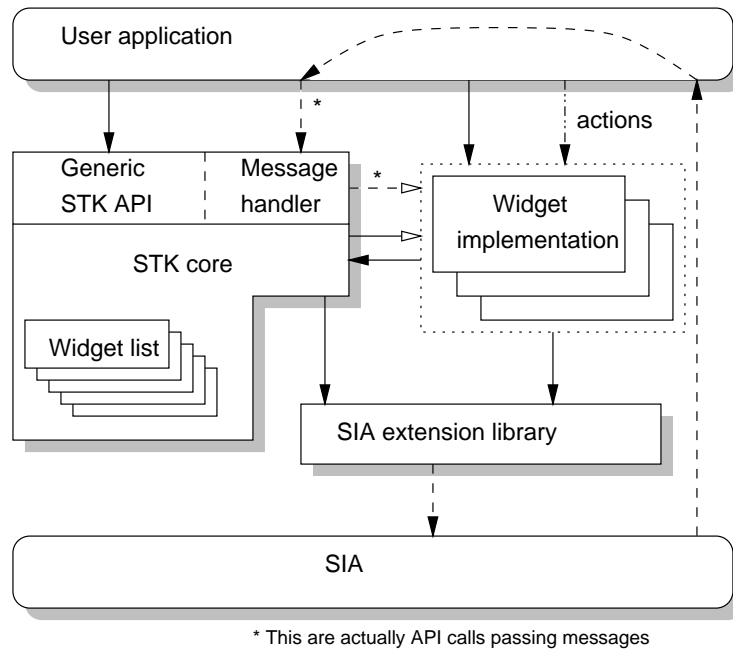 User application
*
actions
Generic
STK API
Message
handler
*
Widget
implementation
STK core
Widget list
SIA extension library
SIA
* This are actually API calls passing messages